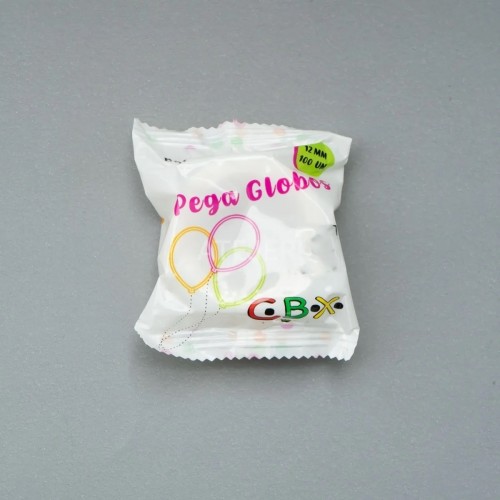 12 MM
100 UN
Pega Globos
C.B.X.